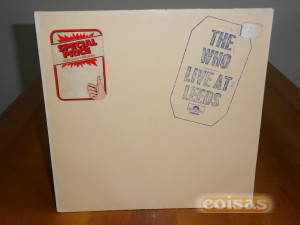 SPECIAL
PRICE
THE
WHO
LIVE AT
LEEDS
coisas